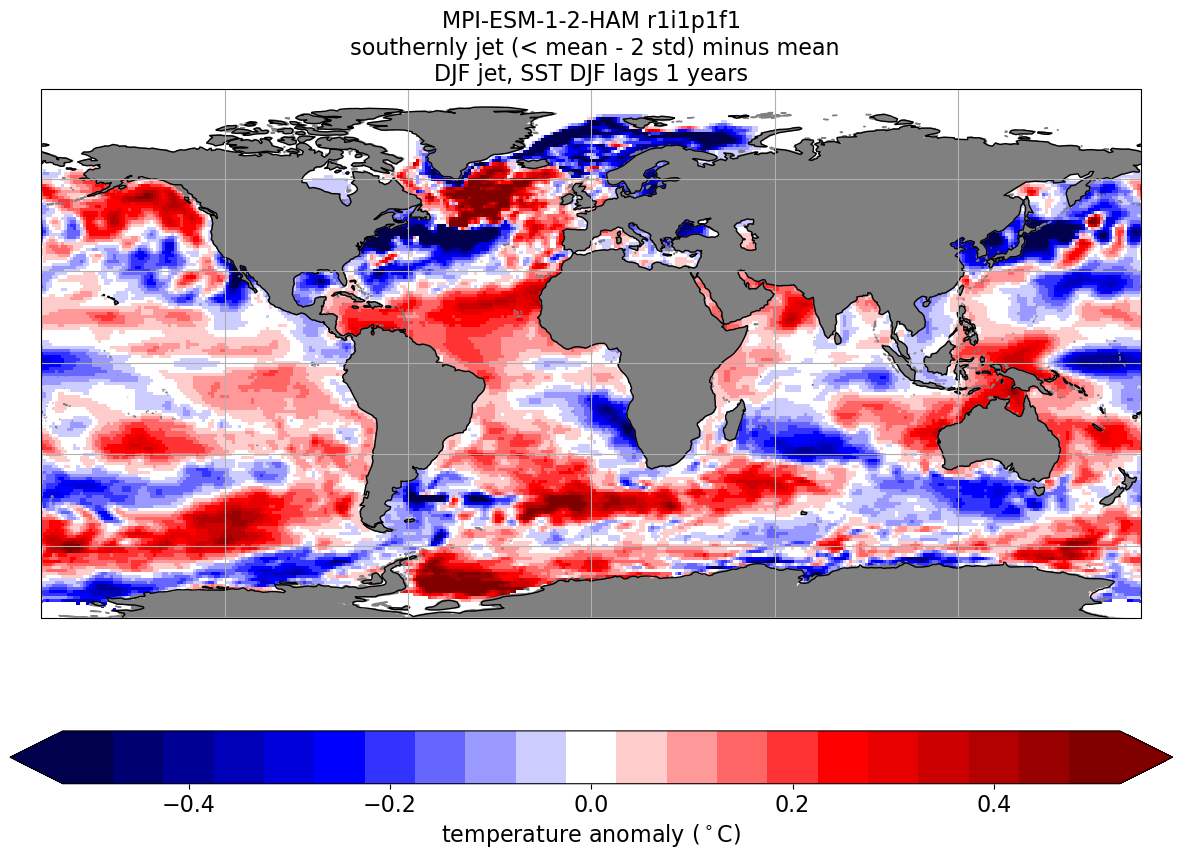 MPI-ESM-1-2-HAM r1i1p1f1
southernly jet (< mean - 2 std) minus mean
DJF jet, SST DJF lags 1 years
−0.4 −0.2 0.0 0.2 0.4
temperature anomaly (°C)